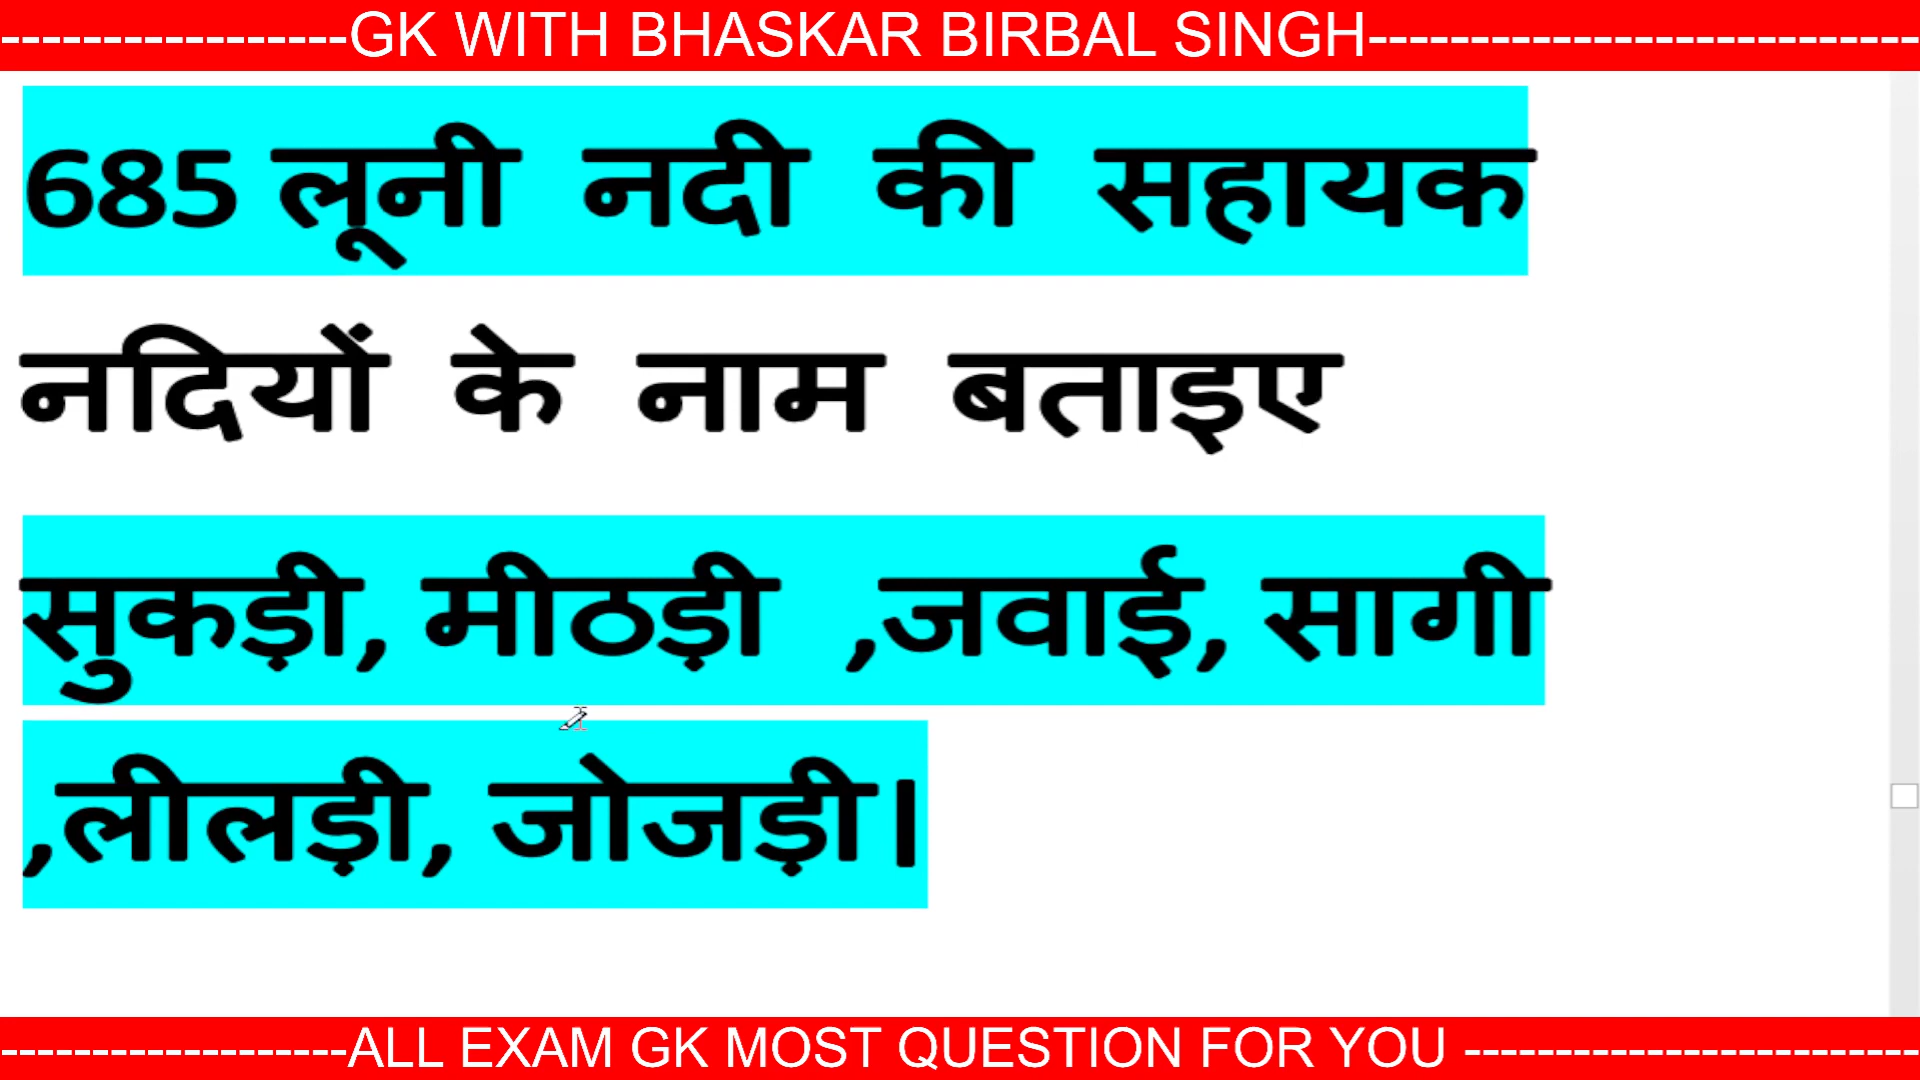 -----------------GK WITH BHASKAR BIRBAL SINGH---------------------------
685 लूनी नदी की सहायक
नदियों के नाम बताइए
सुकड़ी, मीठड़ी ,जवाई, सागी
,लीलड़ी, जोजड़ी।
-------------------ALL EXAM GK MOST QUESTION FOR YOU -------------------------